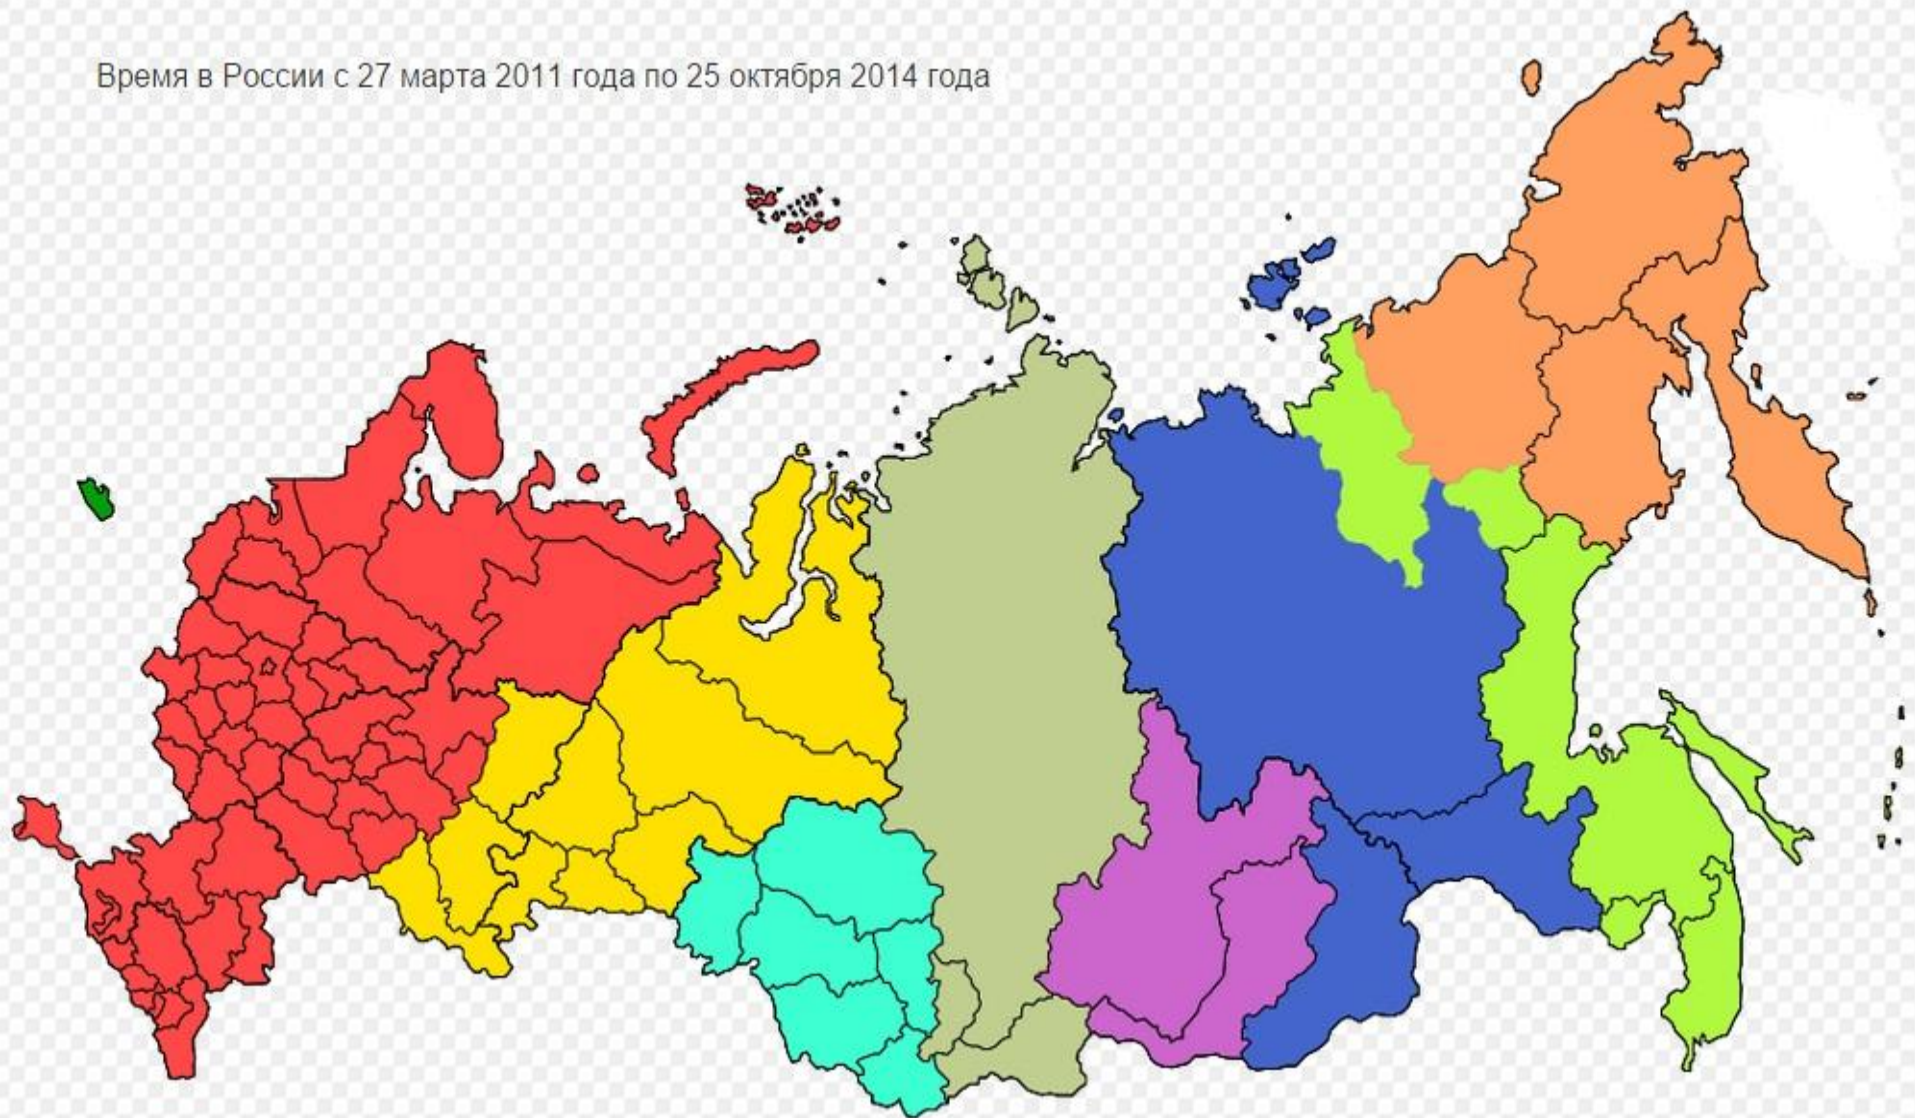 Время в России с 27 марта 2011 года по 25 октября 2014 года